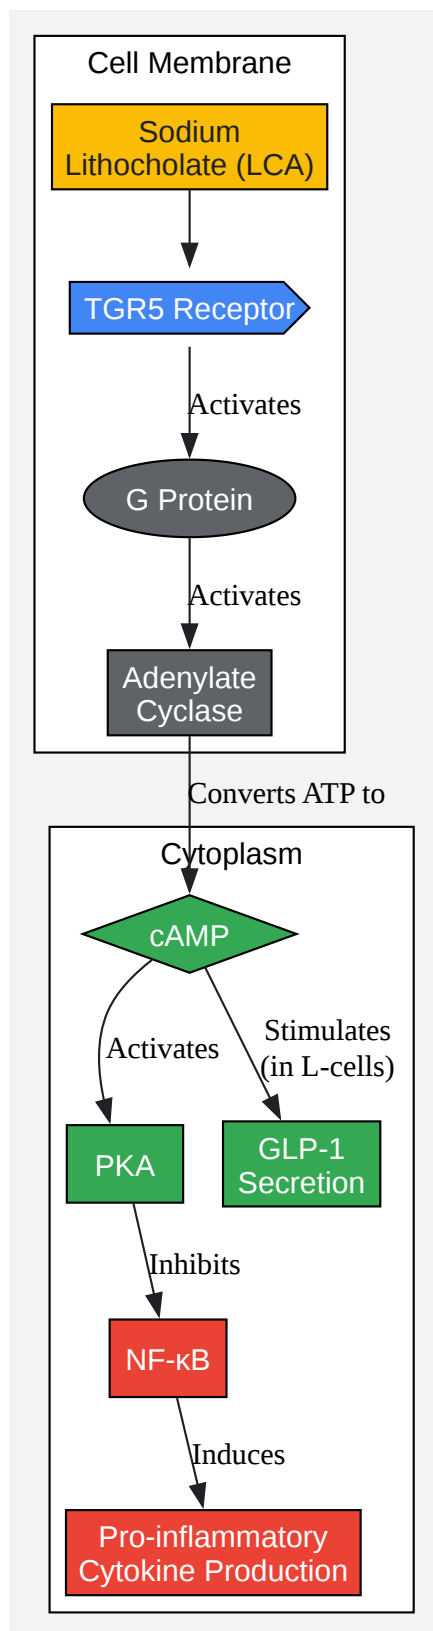 Cell Membrane
Sodium
Lithocholate (LCA)
TGR5 Receptor
Activates
G Protein
Activates
Adenylate
Cyclase
Converts ATP to
Cytoplasm
cAMP
Activates
Stimulates
(in L-cells)
PKA
GLP-1
Secretion
Inhibits
NF-κB
Induces
Pro-inflammatory
Cytokine Production